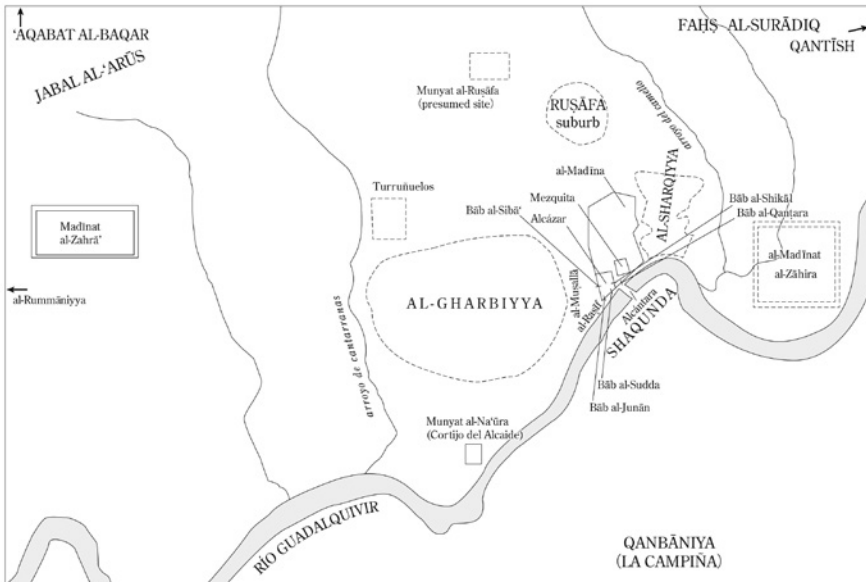 ‘AQABAT AL-BAQAR
JABAL AL-‘ARŪS
FAḤṢ AL-SURĀDIQ
QANTĪSH
Munyat al-Ruṣāfa
(presumed site)
RUṢĀFA
suburb
arroyo del camello
al-Madīna
AL-SHARQIYYA
Turruñuelos
Mezquita
Bāb al-Sibā‘
Alcázar
Bāb al-Shikāl
Bāb al-Qanṭara
Madīnat
al-Zahrā’
al-Madīnat
al-Zāhira
al-Rummāniyya
AL-GHARBIYYA
al-Muṣallā
al-Raṣīf
Alcántara
SHAQUNDA
arroyo de cantarranas
Bāb al-Sudda
Bāb al-Junān
Munyat al-Na‘ūra
(Cortijo del Alcaide)
RÍO GUADALQUIVIR
QANBĀNIYA
(LA CAMPIÑA)